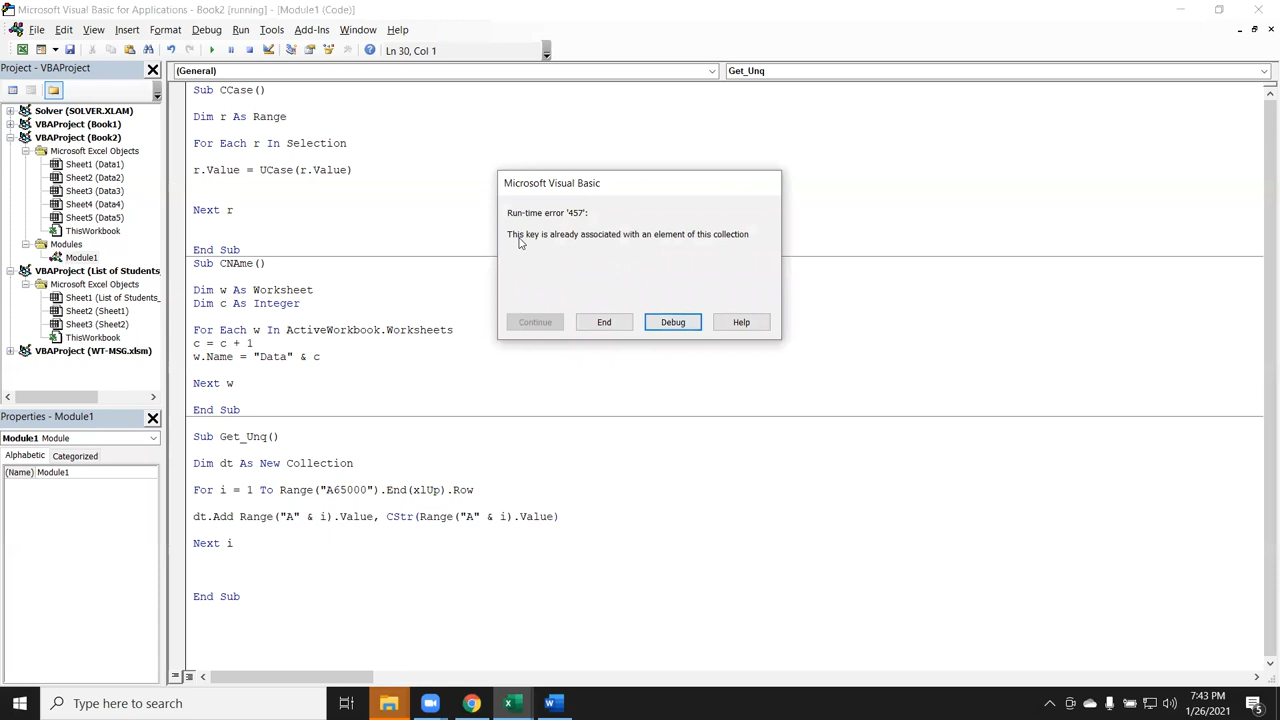 Microsoft Visual Basic for Applications - Book2 [running] - [Module1 (Code)]
File Edit View Insert Format Debug Run Tools Add-Ins Window Help
Ln 30, Col 1
Project - VBAProject
(General)
Get_Unq
Solver (SOLVER.XLAM)
VBAProject (Book1)
VBAProject (Book2)
Microsoft Excel Objects
Sheet1 (Data1)
Sheet2 (Data2)
Sheet3 (Data3)
Sheet4 (Data4)
Sheet5 (Data5)
ThisWorkbook
Modules
Module1
VBAProject (List of Students_
Microsoft Excel Objects
Sheet1 (List of Students_
Sheet2 (Sheet1)
Sheet3 (Sheet2)
ThisWorkbook
VBAProject (WT-MSG.xlsm)
Properties - Module1
Module1 Module
Alphabetic Categorized
(Name) Module1
Sub CCase()
Dim r As Range
For Each r In Selection
r.Value = UCase(r.Value)
Next r
End Sub
Sub CNAme()
Dim w As Worksheet
Dim c As Integer
For Each w In ActiveWorkbook.Worksheets
c = c + 1
w.Name = "Data" & c
Next w
End Sub
Sub Get_Unq()
Dim dt As New Collection
For i = 1 To Range("A65000").End(xlUp).Row
dt.Add Range("A" & i).Value, CStr(Range("A" & i).Value)
Next i
End Sub
Microsoft Visual Basic
Run-time error '457':
This key is already associated with an element of this collection
Continue End Debug Help
Type here to search
7:43 PM
1/26/2021
5